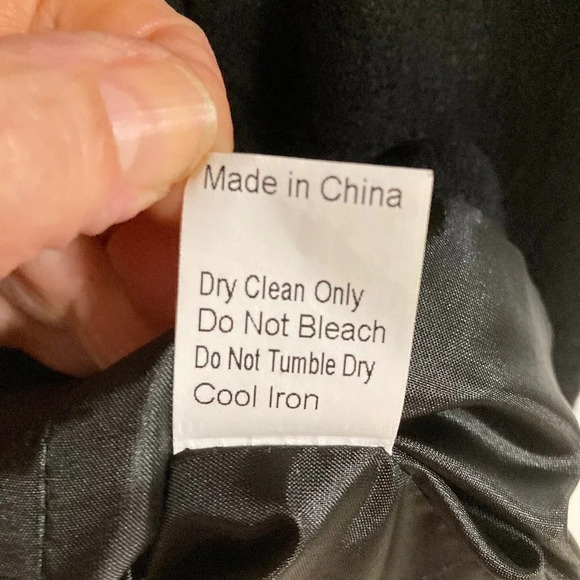 Made in China
Dry Clean Only
Do Not Bleach
Do Not Tumble Dry
Cool Iron